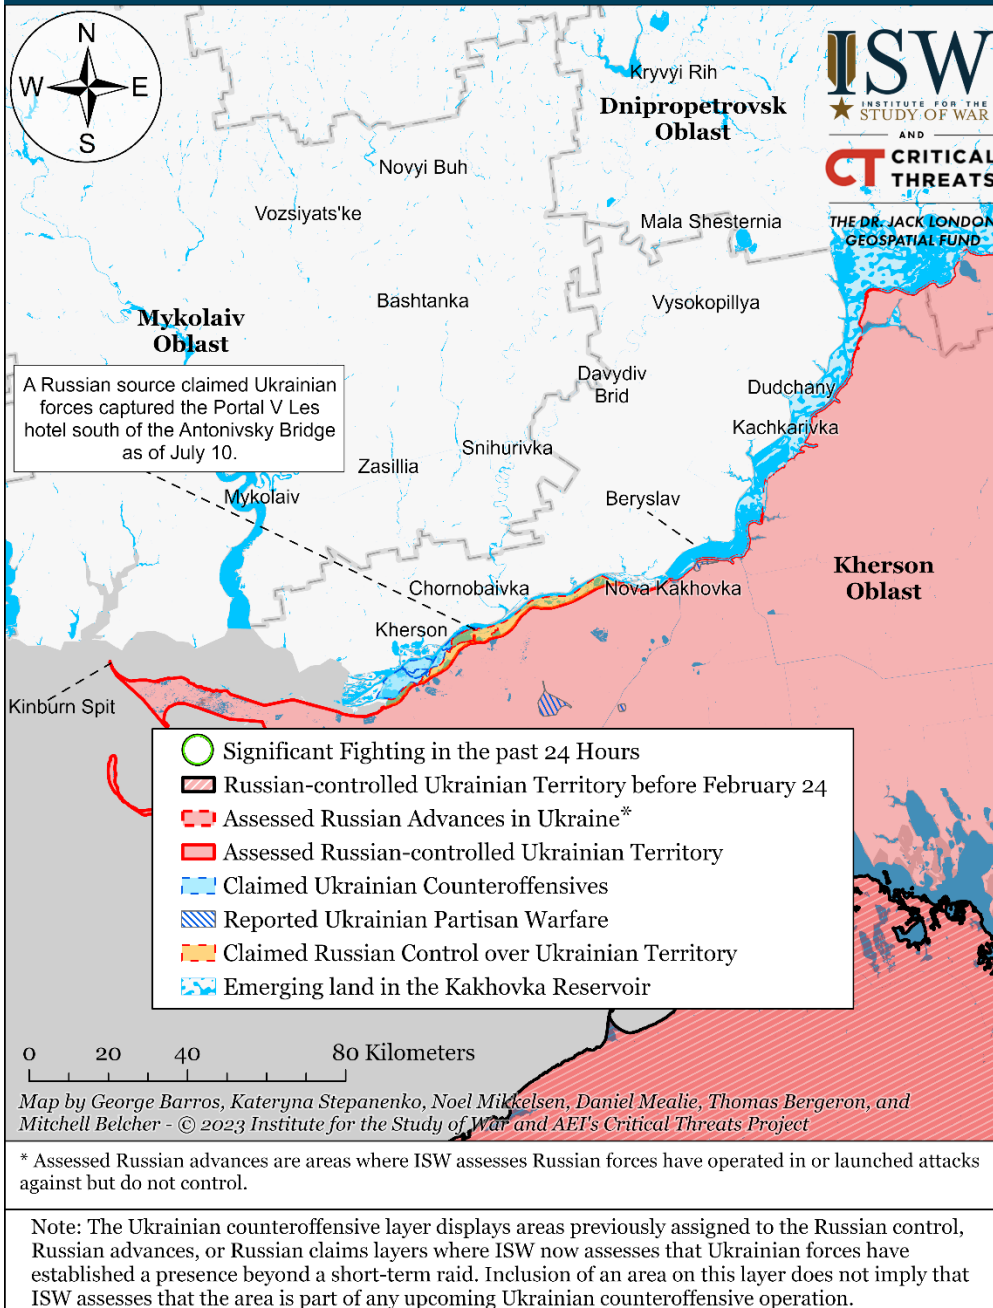 N
W
E
S
ISW
INSTITUTE FOR THE
STUDY OF WAR
AND
CT CRITICAL
THREATS
THE DR. JACK LONDON
GEOSPATIAL FUND
Kryvyi Rih
Dnipropetrovsk
Oblast
Novyi Buh
Vozsiyats'ke
Mala Shesternia
Bashtanka
Vysokopillya
Mykolaiv
Oblast
A Russian source claimed Ukrainian
forces captured the Portal V Les
hotel south of the Antonivsky Bridge
as of July 10.
Davydiv
Brid
Dudchany
Kachkarivka
Snihurivka
Zasillia
Mykolaiv
Beryslav
Kherson
Oblast
Chornobaivka
Nova Kakhovka
Kherson
Kinburn Spit
Significant Fighting in the past 24 Hours
Russian-controlled Ukrainian Territory before February 24
Assessed Russian Advances in Ukraine*
Assessed Russian-controlled Ukrainian Territory
Claimed Ukrainian Counteroffensives
Reported Ukrainian Partisan Warfare
Claimed Russian Control over Ukrainian Territory
Emerging land in the Kakhovka Reservoir
0 20 40 80 Kilometers
Map by George Barros, Kateryna Stepanenko, Noel Mikkelsen, Daniel Mealie, Thomas Bergeron, and
Mitchell Belcher - © 2023 Institute for the Study of War and AEI's Critical Threats Project
* Assessed Russian advances are areas where ISW assesses Russian forces have operated in or launched attacks
against but do not control.
Note: The Ukrainian counteroffensive layer displays areas previously assigned to the Russian control,
Russian advances, or Russian claims layers where ISW now assesses that Ukrainian forces have
established a presence beyond a short-term raid. Inclusion of an area on this layer does not imply that
ISW assesses that the area is part of any upcoming Ukrainian counteroffensive operation.